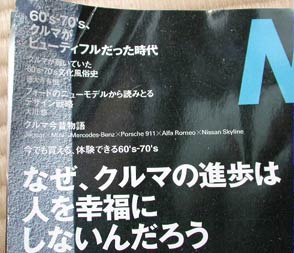 60's-70's、
クルマが
ビューティフルだった時代
クルマが輝いていた
60's-70's文化風俗史
フォードのニューモデルから読みとる
デザイン戦略
クルマ今昔物語
Jaguar×Mini×Mercedes-Benz×Porsche 911×Alfa Romeo×Nissan Skyline
今でも買える、体験できる60's-70's
なぜ、クルマの進歩は
人を幸福に
しないんだろう
N